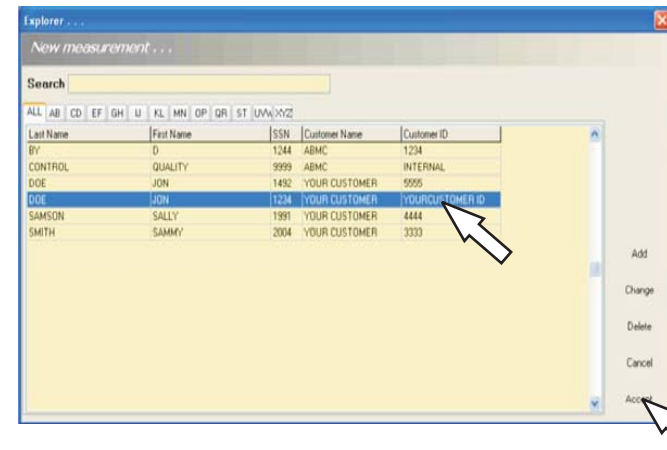 Explorer . . .
New measurement . . .
Search
ALL AB CD EF GH IJ KL MN OP QR ST UVW XYZ
Last Name First Name SSN Customer Name Customer ID
BY D 1244 ABMC 1234
CONTROL QUALITY 9999 ABMC INTERNAL
DOE JON 1492 YOUR CUSTOMER 5555
DOE JON 1234 YOUR CUSTOMER YOURCUSTOMER ID
SAMSON SALLY 1991 YOUR CUSTOMER 4444
SMITH SAMMY 2004 YOUR CUSTOMER 3333
Add
Change
Delete
Cancel
Accept